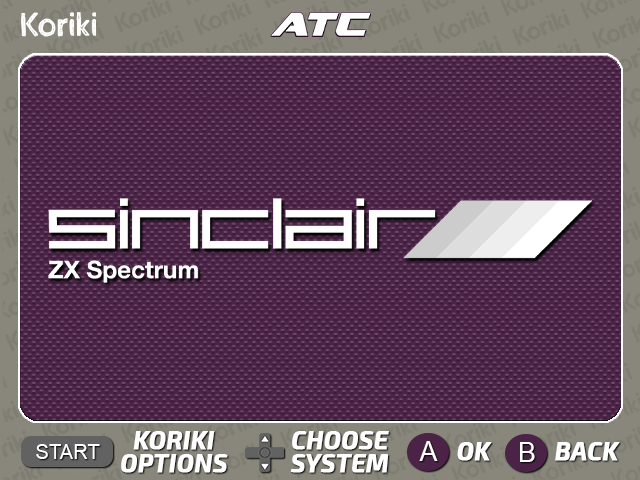 Koriki
ATC
sinclair
ZX Spectrum
START
KORIKI
OPTIONS
CHOOSE
SYSTEM
A
OK
B
BACK